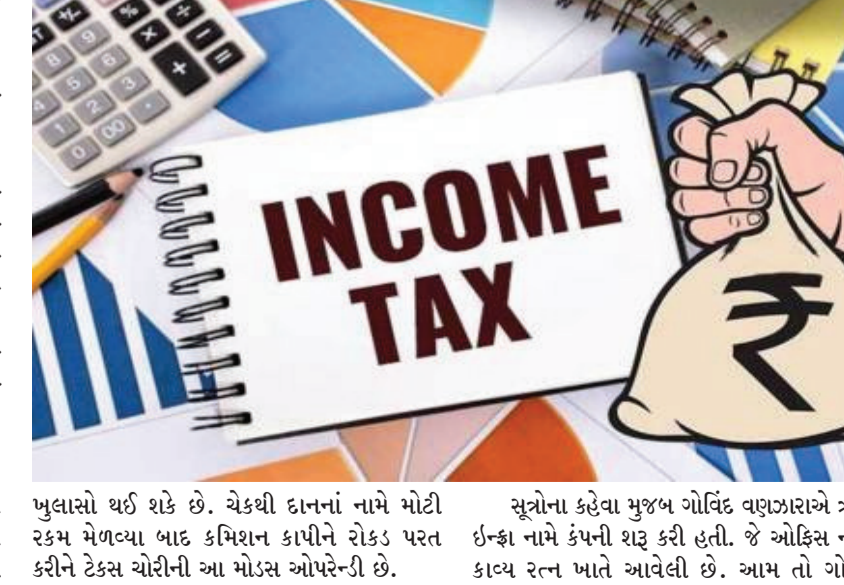 INCOME
TAX
ખુલાસો થઈ શકે છે. ચેકથી દાનનાં નામે મોટી
રકમ મેળવ્યા બાદ કમિશન કાપીને રોકડ પરત
કરીને ટેક્સ ચોરીની આ મોડસ ઓપરેન્ડી છે.
સૂત્રોના કહેવા મુજબ ગોવિંદ વણઝારાએ
ઇન્ફ્રા નામે કંપની શરૂ કરી હતી. જે ઓફિસ
કાવ્ય રત્ન ખાતે આવેલી છે. આમ તો